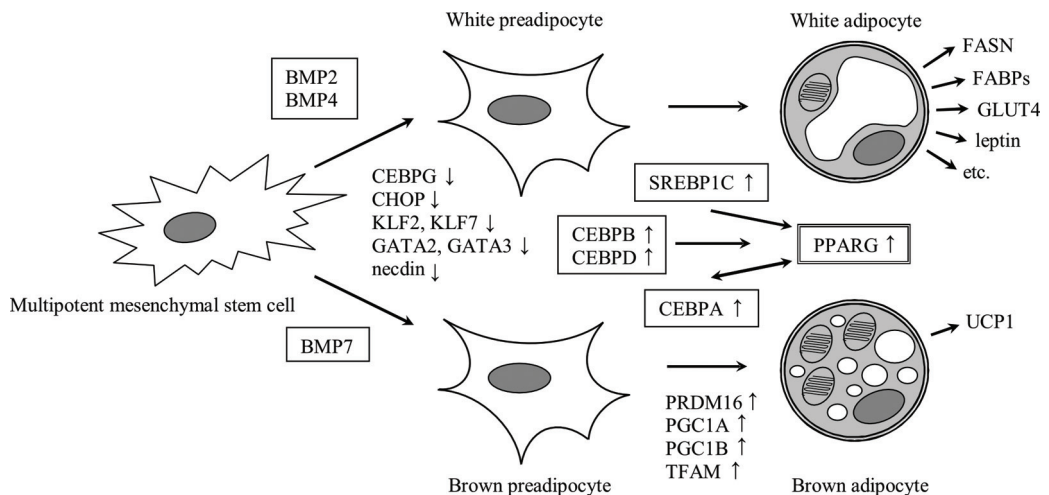 White preadipocyte
White adipocyte
BMP2
BMP4
FASN
FABPs
GLUT4
leptin
etc.
CEBPG ↓
CHOP ↓
KLF2, KLF7 ↓
GATA2, GATA3 ↓
necdin ↓
SREBP1C ↑
CEBPB ↑
CEBPD ↑
PPARG ↑
CEBPA ↑
Multipotent mesenchymal stem cell
BMP7
UCP1
PRDM16 ↑
PGC1A ↑
PGC1B ↑
TFAM ↑
Brown preadipocyte
Brown adipocyte